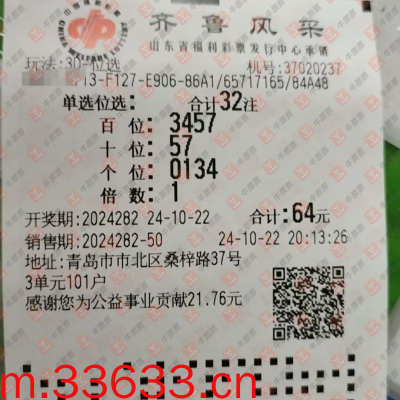 齐鲁风采
山东省福利彩票发行中心承销
玩法:3D-位选 机号:37020237
13-F127-E906-86A1/65717165/84A48
单选位选: 合计32注
百位:3457
十位:57
个位:0134
倍数:1
开奖期:2024282 24-10-22 合计:64元
销售期:2024282-50 24-10-22 20:13:26
地址:青岛市市北区桑梓路37号
3单元101户
感谢您为公益事业贡献21.76元
m.33633.cn